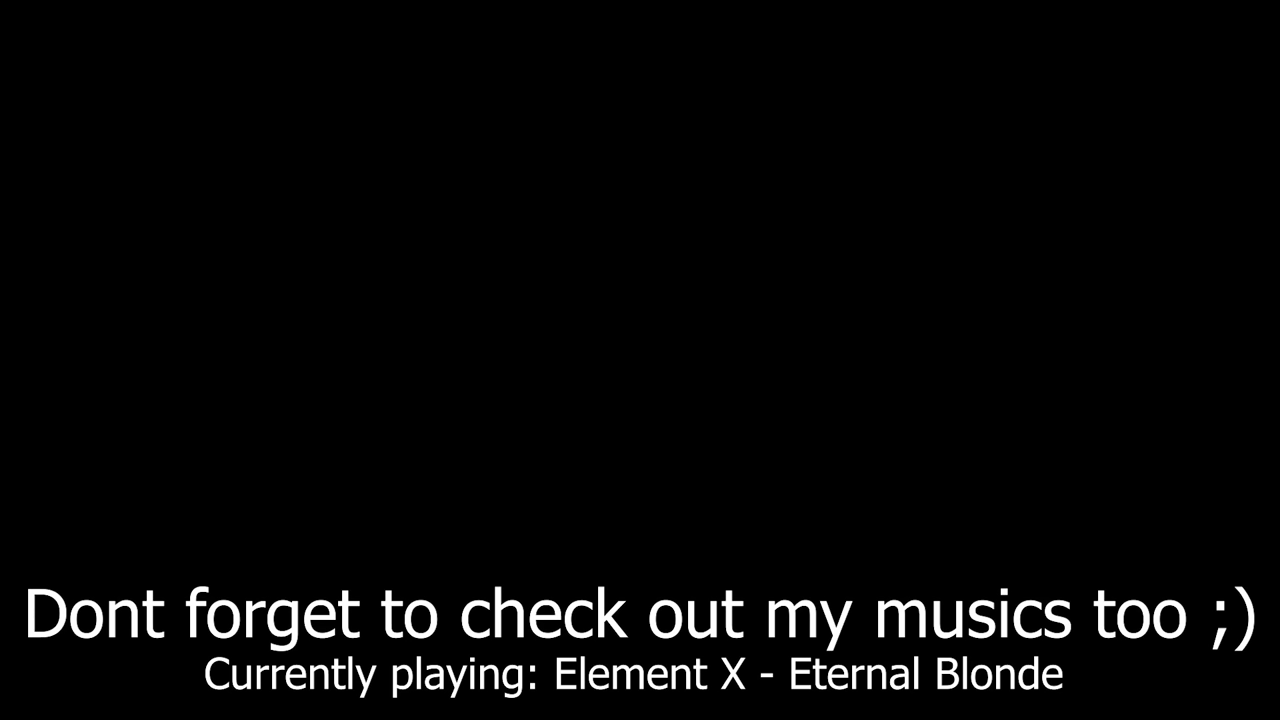 Dont forget to check out my musics too ;)
Currently playing: Element X - Eternal Blonde